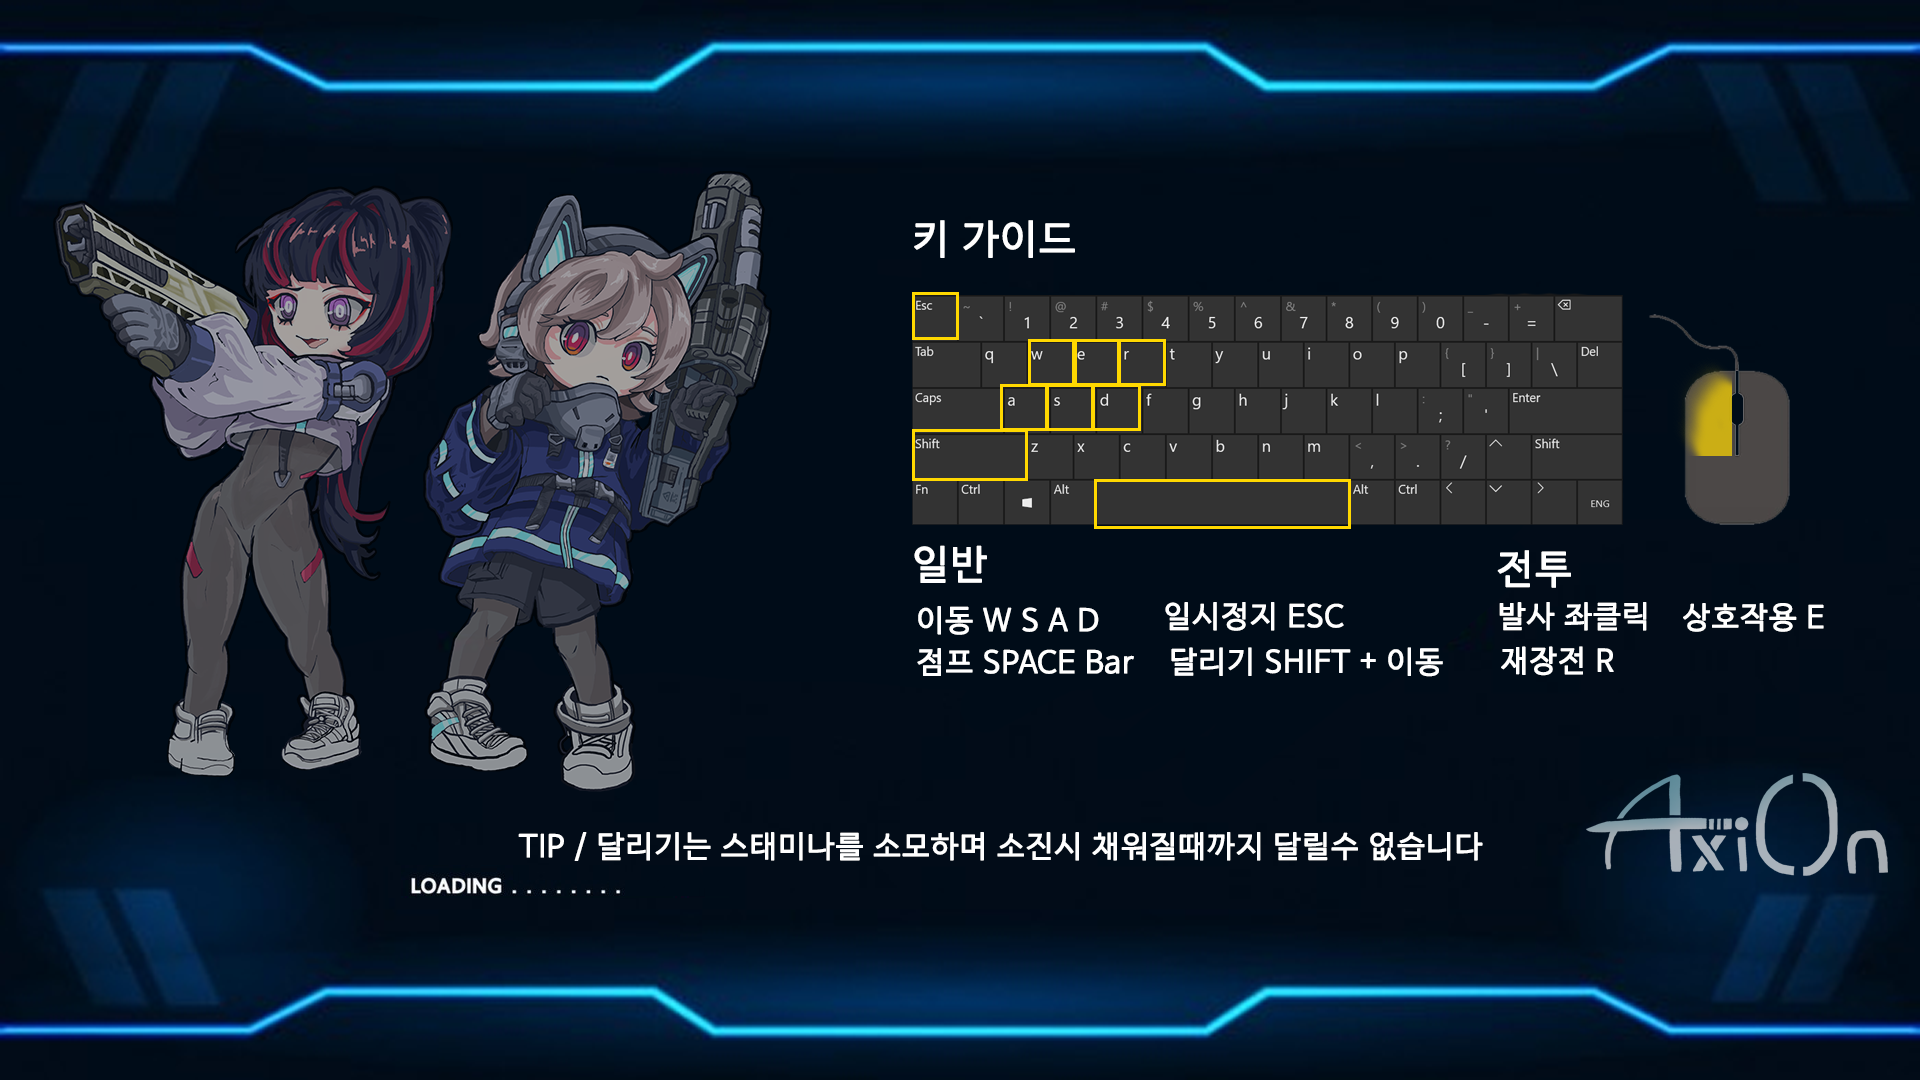 키 가이드
Esc ~ ` ! 1 @ 2 # 3 $ 4 % 5 ^ 6 & 7 * 8 ( 9 ) 0 _ - + =
Tab q w e r t y u i o p { [ } ] | \ Del
Caps a s d f g h j k l : ; " ' Enter
Shift z x c v b n m < , > . ? / Shift
Fn Ctrl Alt Alt Ctrl ENG
일반
이동 W S A D 일시정지 ESC
점프 SPACE Bar 달리기 SHIFT + 이동
전투
발사 좌클릭 상호작용 E
재장전 R
AxiOn
TIP / 달리기는 스태미나를 소모하며 소진시 채워질때까지 달릴수 없습니다
LOADING . . . . . . . .